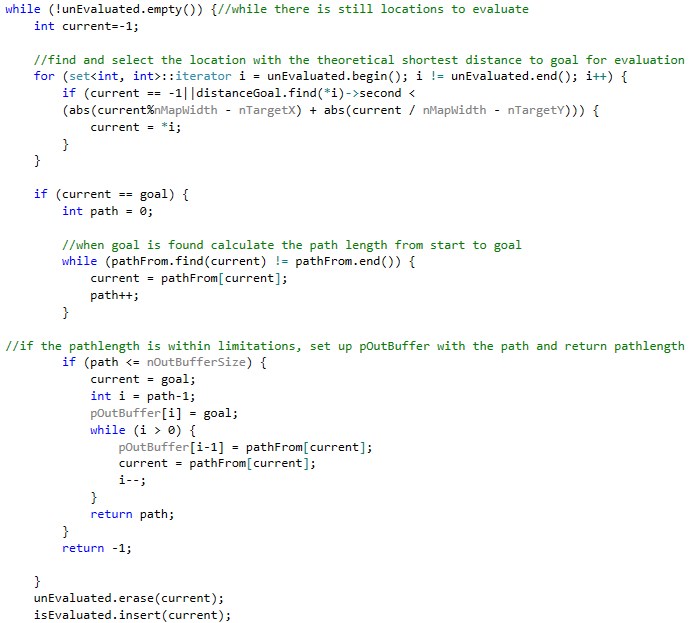 while (!unEvaluated.empty()) {//while there is still locations to evaluate
    int current=-1;

    //find and select the location with the theoretical shortest distance to goal for evaluation
    for (set<int, int>::iterator i = unEvaluated.begin(); i != unEvaluated.end(); i++) {
        if (current == -1||distanceGoal.find(*i)->second <
        (abs(current%nMapWidth - nTargetX) + abs(current / nMapWidth - nTargetY))) {
            current = *i;
        }
    }

    if (current == goal) {
        int path = 0;

        //when goal is found calculate the path length from start to goal
        while (pathFrom.find(current) != pathFrom.end()) {
            current = pathFrom[current];
            path++;
        }

//if the pathlength is within limitations, set up pOutBuffer with the path and return pathlength
        if (path <= nOutBufferSize) {
            current = goal;
            int i = path-1;
            pOutBuffer[i] = goal;
            while (i > 0) {
                pOutBuffer[i-1] = pathFrom[current];
                current = pathFrom[current];
                i--;
            }
            return path;
        }
        return -1;

    }
    unEvaluated.erase(current);
    isEvaluated.insert(current);